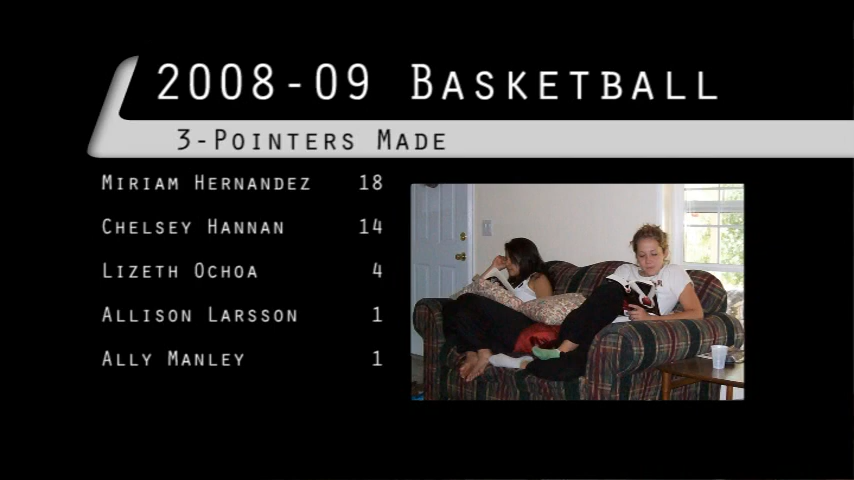 2008-09 Basketball
3-Pointers Made
Miriam Hernandez 18
Chelsey Hannan 14
Lizeth Ochoa 4
Allison Larsson 1
Ally Manley 1